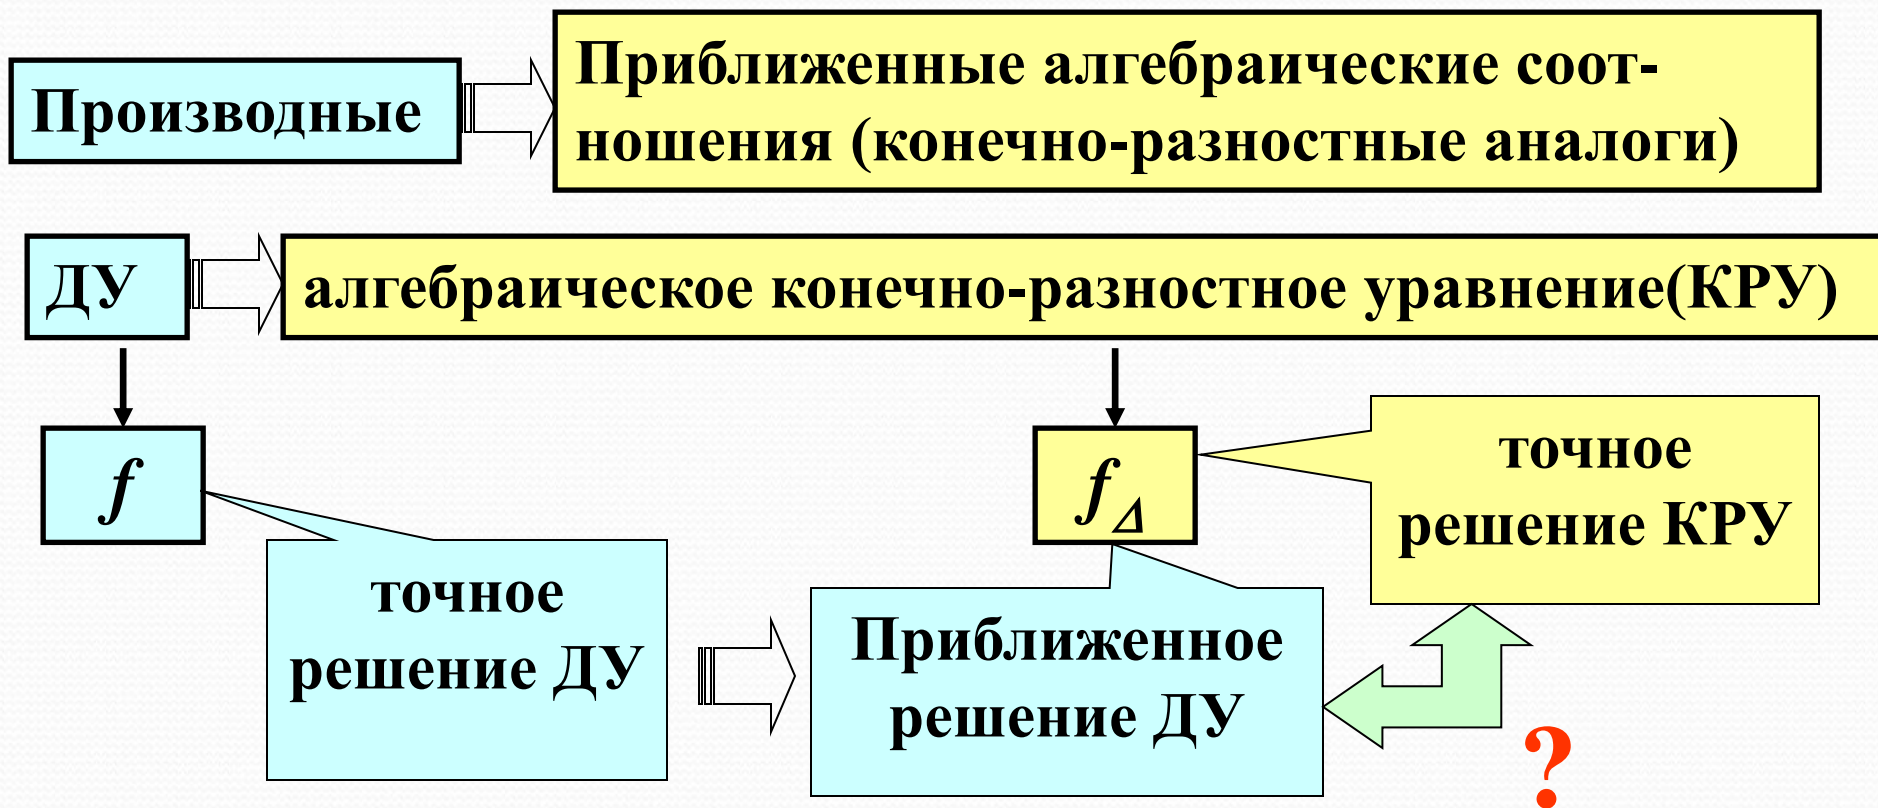 Производные
Приближенные алгебраические соот-
ношения (конечно-разностные аналоги)
ДУ
алгебраическое конечно-разностное уравнение(КРУ)
f
fΔ
точное
решение КРУ
точное
решение ДУ
Приближенное
решение ДУ
?